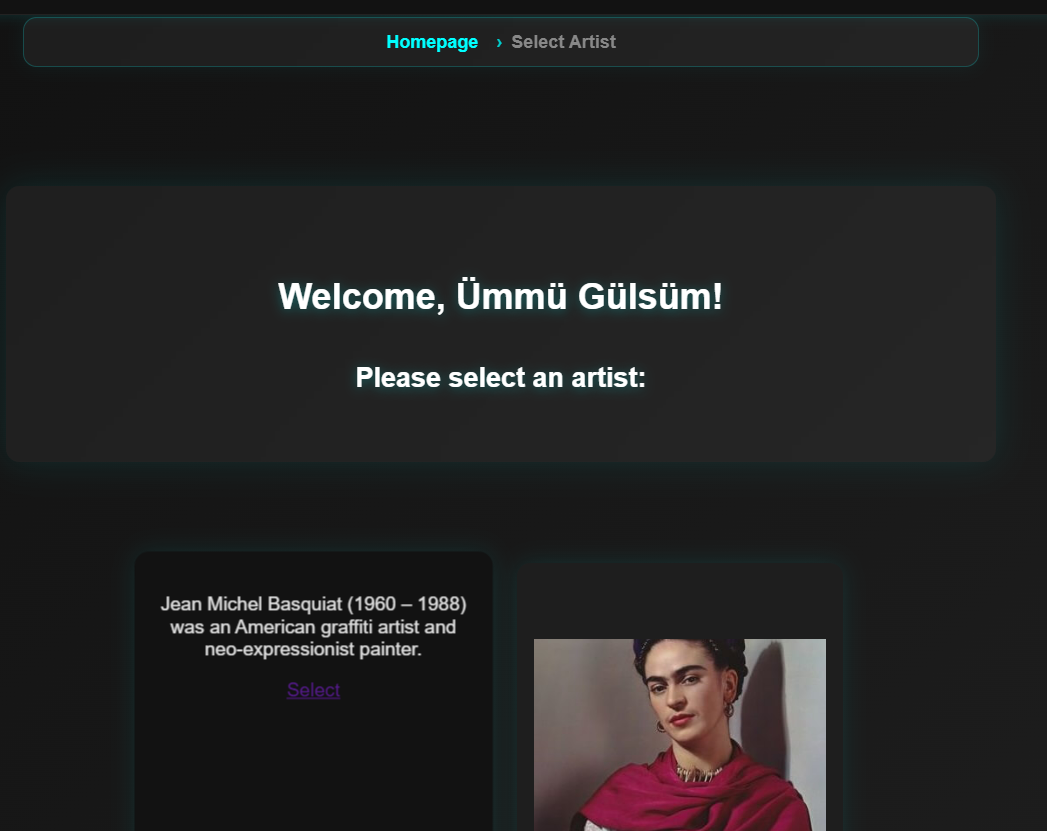 Homepage › Select Artist
Welcome, Ümmü Gülsüm!
Please select an artist:
Jean Michel Basquiat (1960 – 1988)
was an American graffiti artist and
neo-expressionist painter.
Select